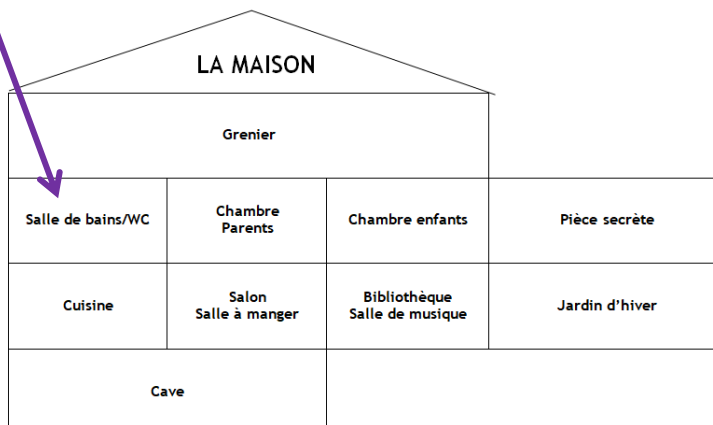 LA MAISON
Grenier
Salle de bains/WC
Chambre
Parents
Chambre enfants
Pièce secrète
Cuisine
Salon
Salle à manger
Bibliothèque
Salle de musique
Jardin d’hiver
Cave